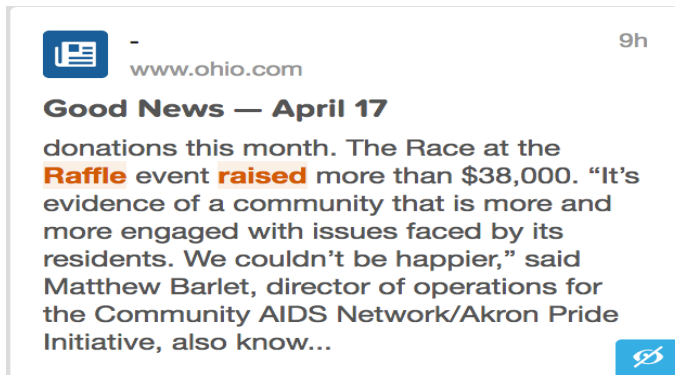 -
9h
www.ohio.com
Good News — April 17
donations this month. The Race at the
Raffle event raised more than $38,000. “It’s
evidence of a community that is more and
more engaged with issues faced by its
residents. We couldn’t be happier,” said
Matthew Barlet, director of operations for
the Community AIDS Network/Akron Pride
Initiative, also know...